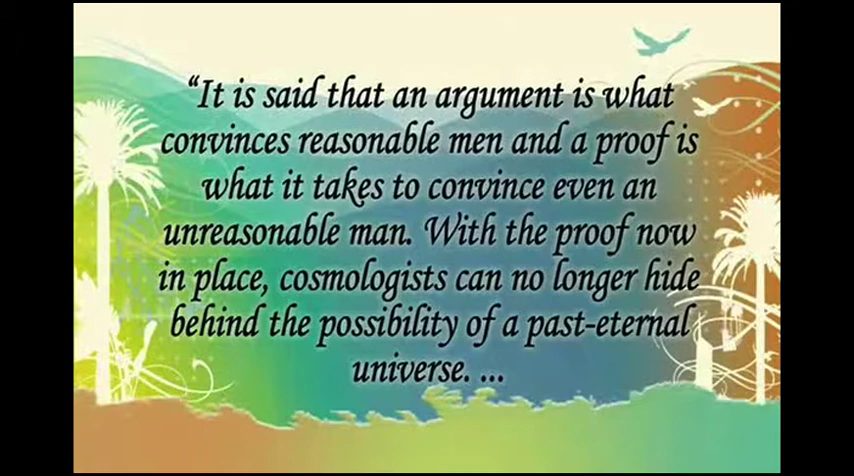 “It is said that an argument is what
convinces reasonable men and a proof is
what it takes to convince even an
unreasonable man. With the proof now
in place, cosmologists can no longer hide
behind the possibility of a past-eternal
universe. ...